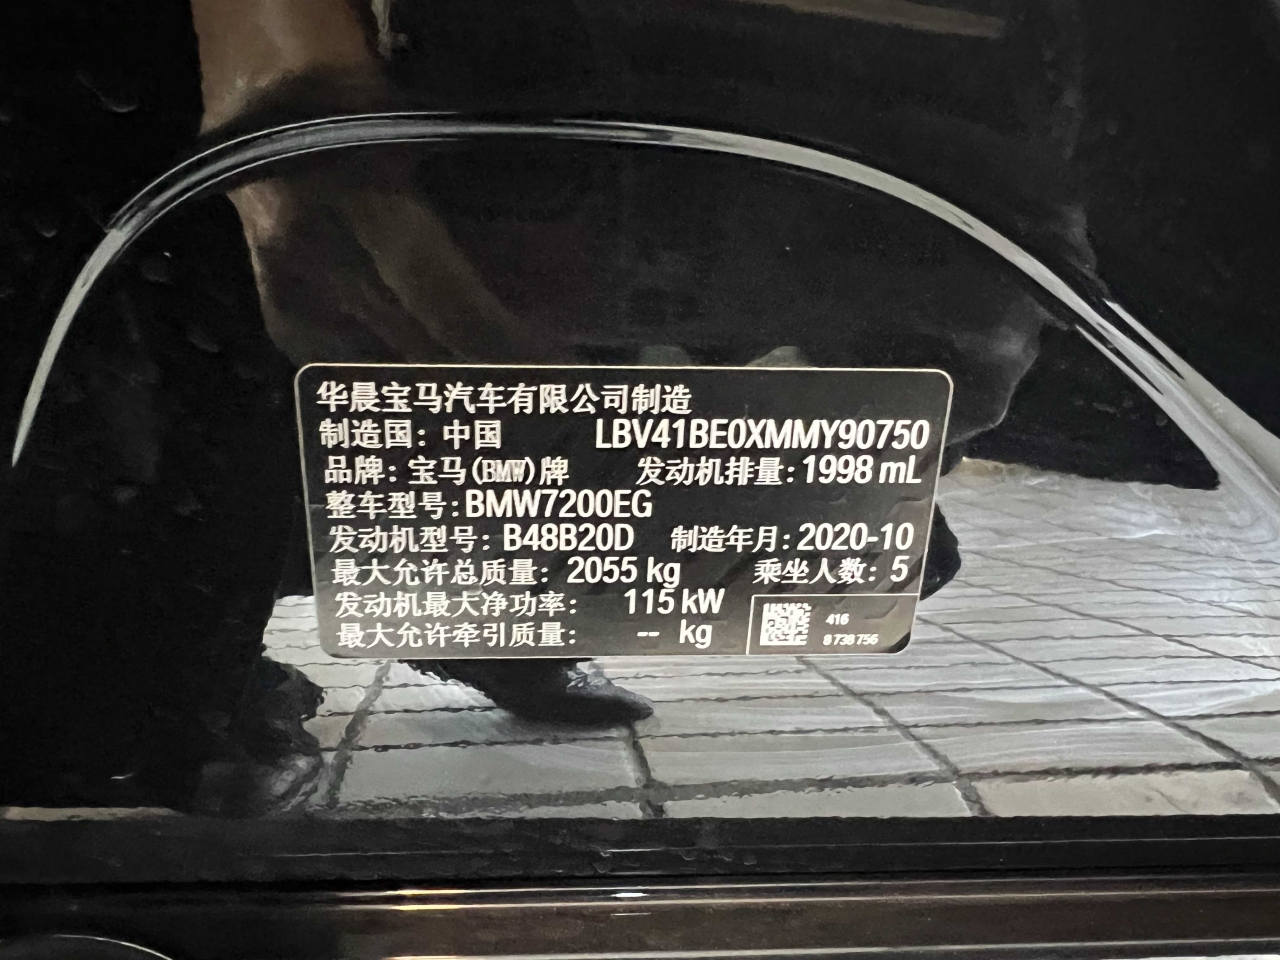 华晨宝马汽车有限公司制造
制造国：中国 LBV41BE0XMMY90750
品牌：宝马(BMW)牌 发动机排量：1998 mL
整车型号：BMW7200EG
发动机型号：B48B20D 制造年月：2020-10
最大允许总质量：2055 kg 乘坐人数：5
发动机最大净功率：115 kW
最大允许牵引质量：-- kg
416
8 738 756